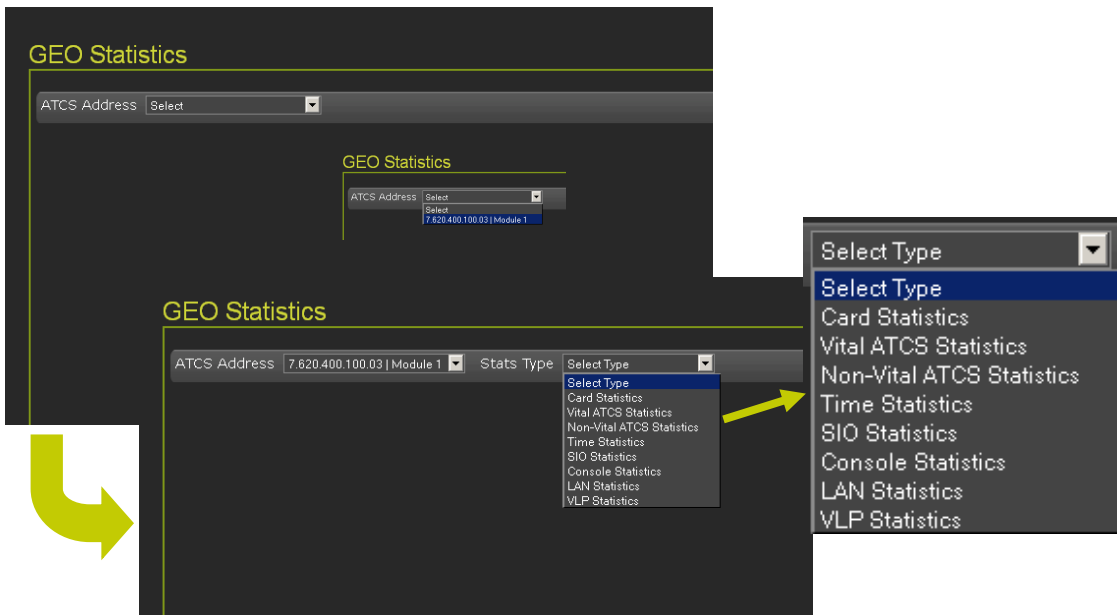 GEO Statistics
ATCS Address Select
GEO Statistics
ATCS Address Select
Select
7.620.400.100.03 | Module 1
GEO Statistics
ATCS Address 7.620.400.100.03 | Module 1 Stats Type Select Type
Select Type
Card Statistics
Vital ATCS Statistics
Non-Vital ATCS Statistics
Time Statistics
SIO Statistics
Console Statistics
LAN Statistics
VLP Statistics
Select Type
Select Type
Card Statistics
Vital ATCS Statistics
Non-Vital ATCS Statistics
Time Statistics
SIO Statistics
Console Statistics
LAN Statistics
VLP Statistics